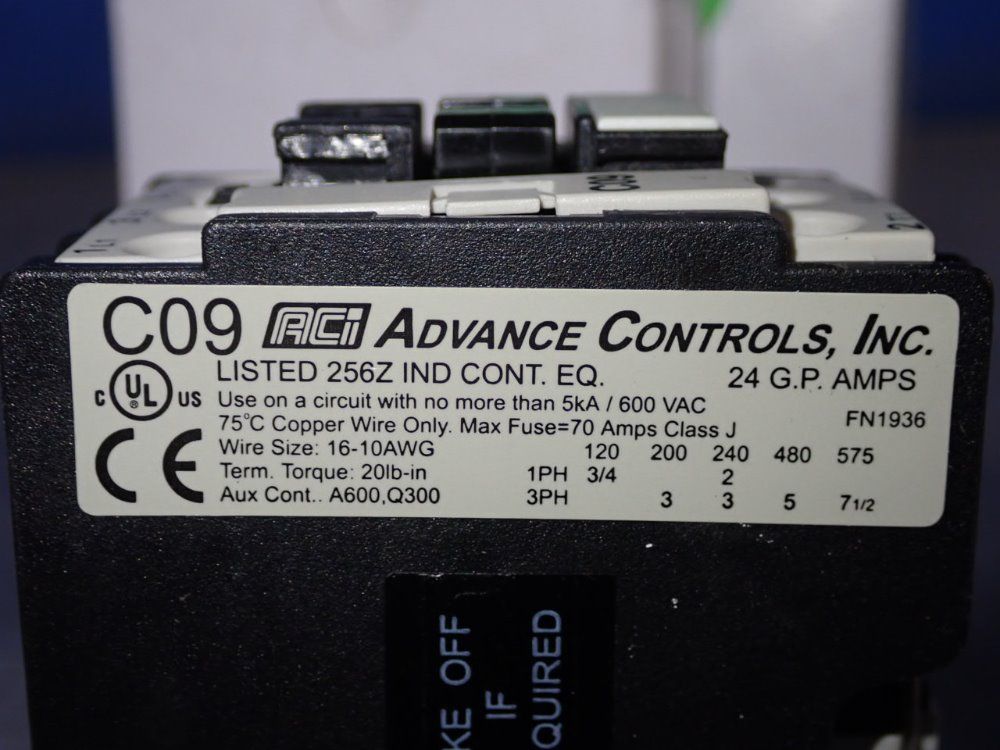 C09
C09 ACI ADVANCE CONTROLS, INC.
C UL ® US LISTED 256Z IND CONT. EQ. 24 G.P. AMPS
Use on a circuit with no more than 5kA / 600 VAC
75°C Copper Wire Only. Max Fuse=70 Amps Class J FN1936
CE Wire Size: 16-10AWG 120 200 240 480 575
Term. Torque: 20lb-in 1PH 3/4 2
Aux Cont.. A600,Q300 3PH 3 3 5 7 1/2
KE OFF
IF
QUIRED